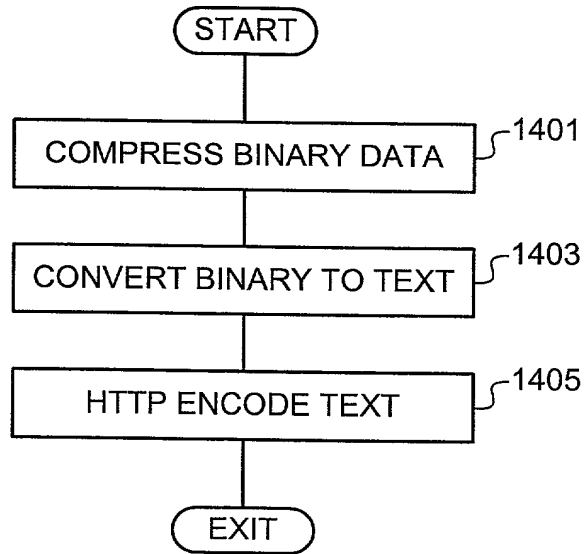 START
COMPRESS BINARY DATA
1401
CONVERT BINARY TO TEXT
1403
HTTP ENCODE TEXT
1405
EXIT